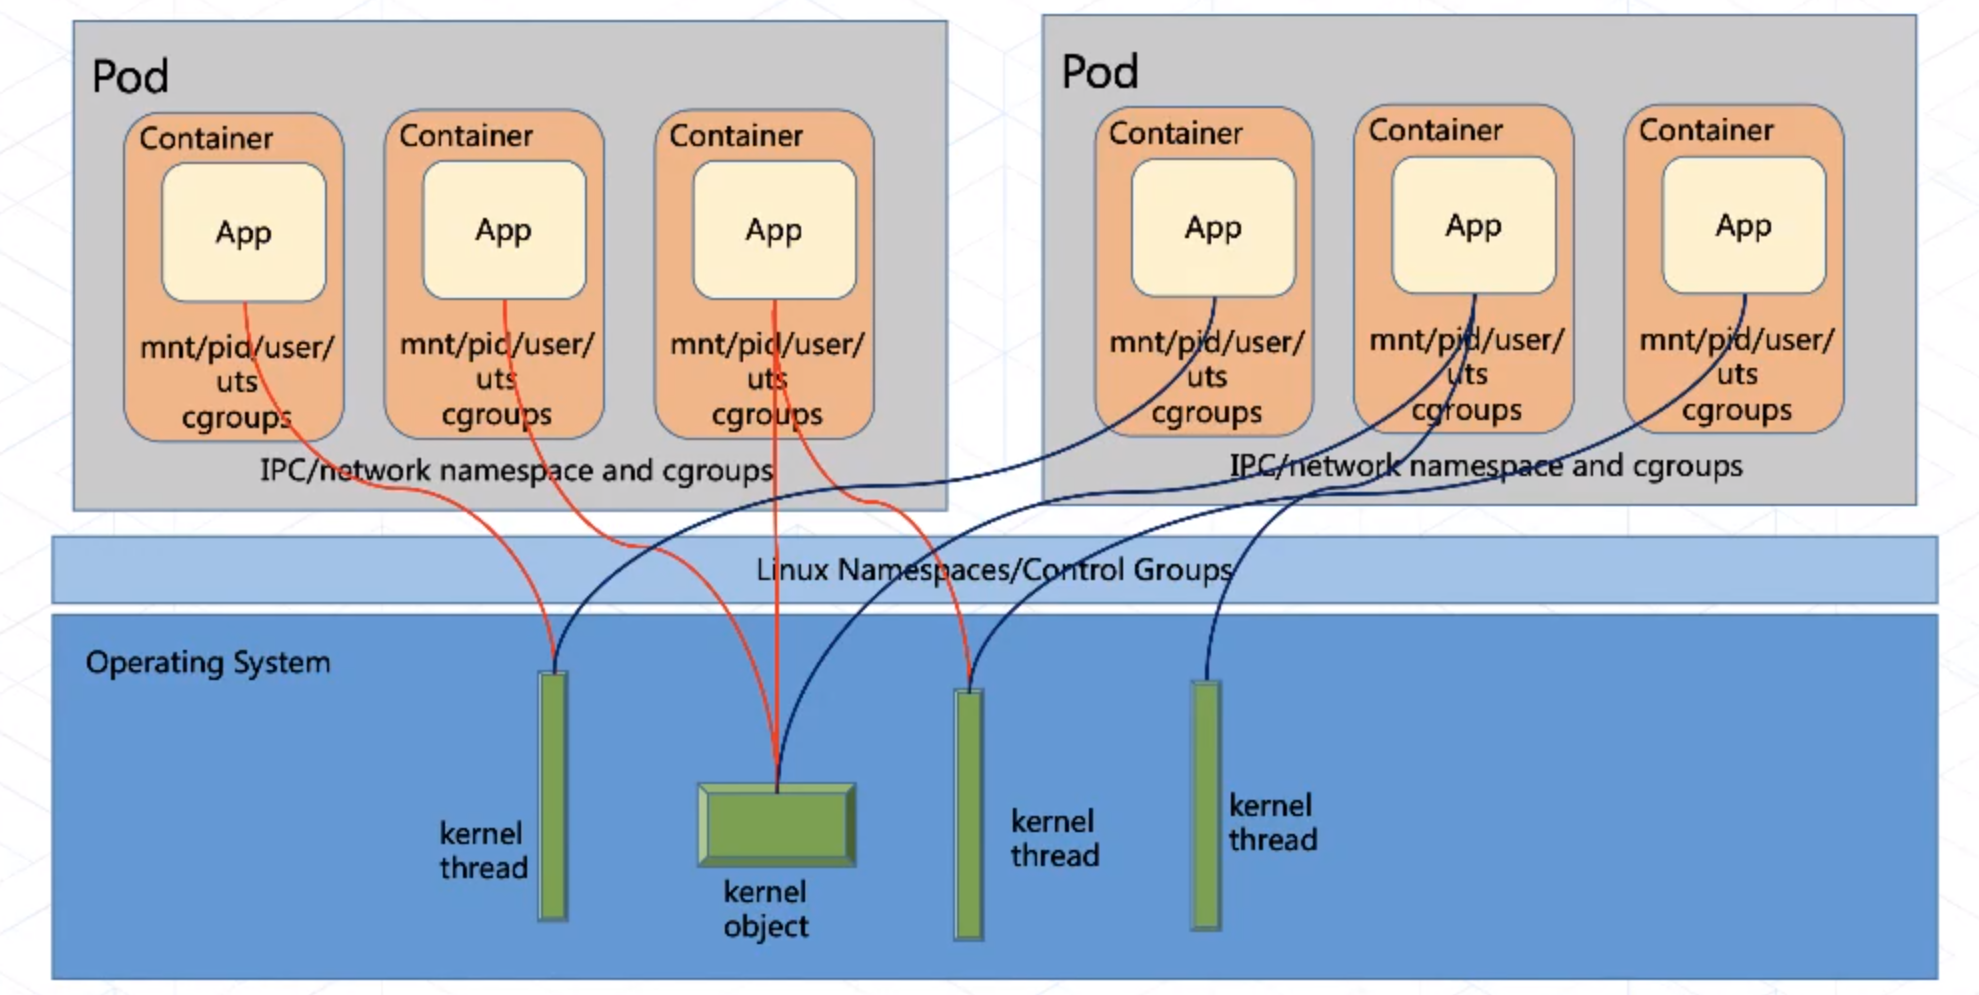 Pod
Container
App
mnt/pid/user/
uts
cgroups
Container
App
mnt/pid/user/
uts
cgroups
Container
App
mnt/pid/user/
uts
cgroups
IPC/network namespace and cgroups
Pod
Container
App
mnt/pid/user/
uts
cgroups
Container
App
mnt/pid/user/
uts
cgroups
Container
App
mnt/pid/user/
uts
cgroups
IPC/network namespace and cgroups
Linux Namespaces/Control Groups
Operating System
kernel
thread
kernel
object
kernel
thread
kernel
thread